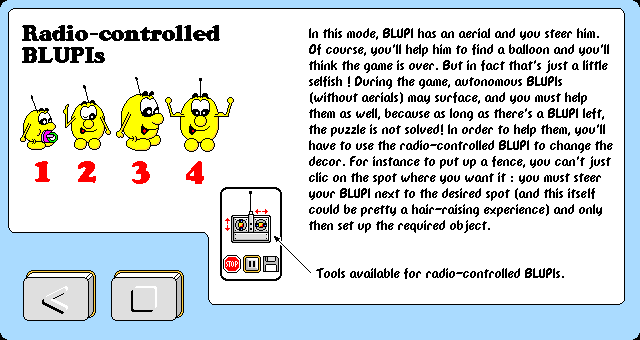 Radio-controlled
BLUPIs
1 2 3 4
In this mode, BLUPI has an aerial and you steer him.
Of course, you'll help him to find a balloon and you'll
think the game is over. But in fact that's just a little
selfish ! During the game, autonomous BLUPIs
(without aerials) may surface, and you must help
them as well, because as long as there's a BLUPI left,
the puzzle is not solved! In order to help them, you'll
have to use the radio-controlled BLUPI to change the
decor. For instance to put up a fence, you can't just
clic on the spot where you want it : you must steer
your BLUPI next to the desired spot (and this itself
could be pretty a hair-raising experience) and only
then set up the required object.
STOP
Tools available for radio-controlled BLUPIs.